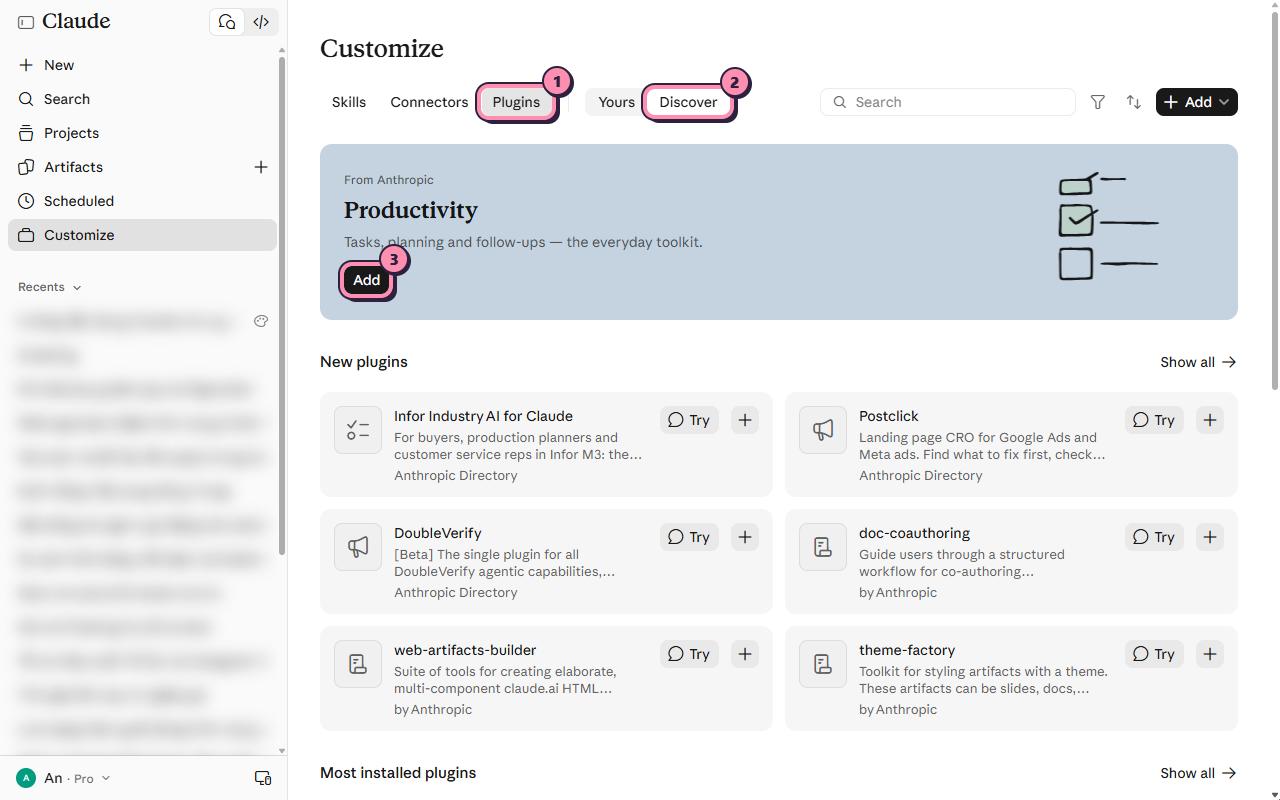 Claude
New
Search
Projects
Artifacts
Scheduled
Customize
Recents
A
An · Pro
Customize
Skills
Connectors
Plugins
1
Yours
Discover
2
Search
Add
From Anthropic
Productivity
Tasks, planning and follow-ups — the everyday toolkit.
3
Add
New plugins
Show all
Infor Industry AI for Claude
For buyers, production planners and
customer service reps in Infor M3: the…
Anthropic Directory
Try
Postclick
Landing page CRO for Google Ads and
Meta ads. Find what to fix first, check…
Anthropic Directory
Try
DoubleVerify
[Beta] The single plugin for all
DoubleVerify agentic capabilities,…
Anthropic Directory
Try
doc-coauthoring
Guide users through a structured
workflow for co-authoring…
by Anthropic
Try
web-artifacts-builder
Suite of tools for creating elaborate,
multi-component claude.ai HTML…
by Anthropic
Try
theme-factory
Toolkit for styling artifacts with a theme.
These artifacts can be slides, docs,…
by Anthropic
Try
Most installed plugins
Show all